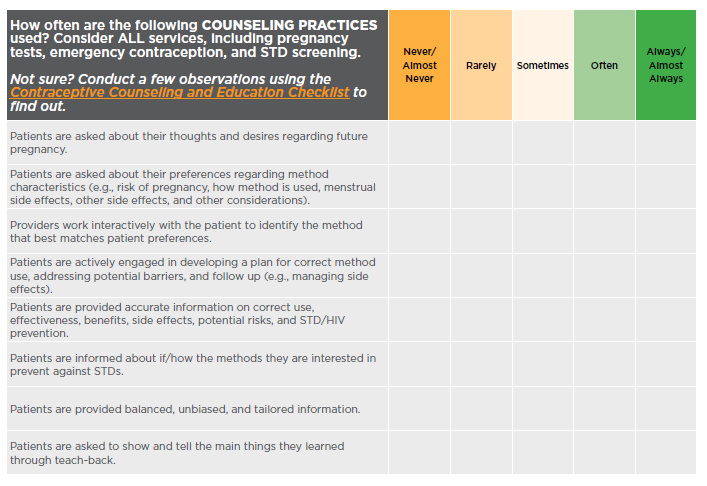 How often are the following COUNSELING PRACTICES
used? Consider ALL services, including pregnancy
tests, emergency contraception, and STD screening.
Not sure? Conduct a few observations using the
Contraceptive Counseling and Education Checklist to
find out.
Never/
Almost
Never
Rarely
Sometimes
Often
Always/
Almost
Always
Patients are asked about their thoughts and desires regarding future
pregnancy.
Patients are asked about their preferences regarding method
characteristics (e.g., risk of pregnancy, how method is used, menstrual
side effects, other side effects, and other considerations).
Providers work interactively with the patient to identify the method
that best matches patient preferences.
Patients are actively engaged in developing a plan for correct method
use, addressing potential barriers, and follow up (e.g., managing side
effects).
Patients are provided accurate information on correct use,
effectiveness, benefits, side effects, potential risks, and STD/HIV
prevention.
Patients are informed about if/how the methods they are interested in
prevent against STDs.
Patients are provided balanced, unbiased, and tailored information.
Patients are asked to show and tell the main things they learned
through teach-back.